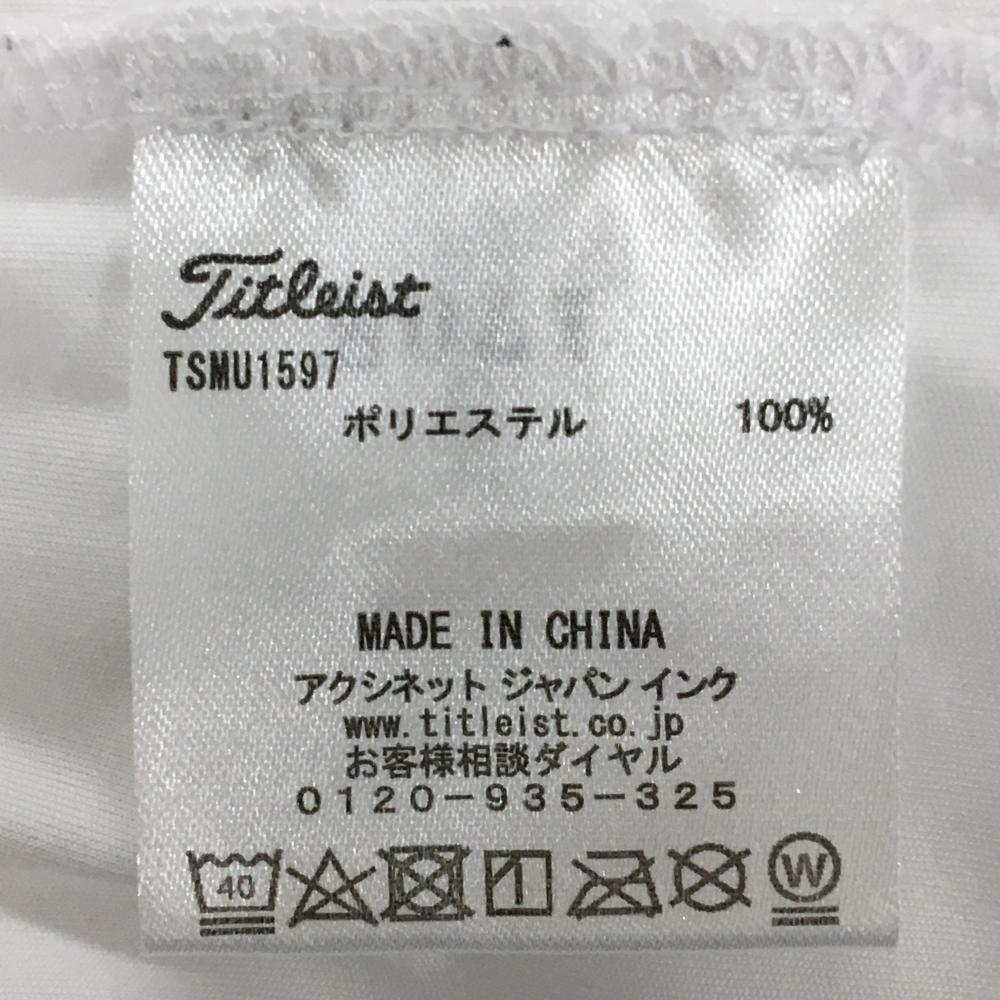 Titleist
TSMU1597
ポリエステル 100%
MADE IN CHINA
アクシネット ジャパン インク
www.titleist.co.jp
お客様相談ダイヤル
0120-935-325
40 W